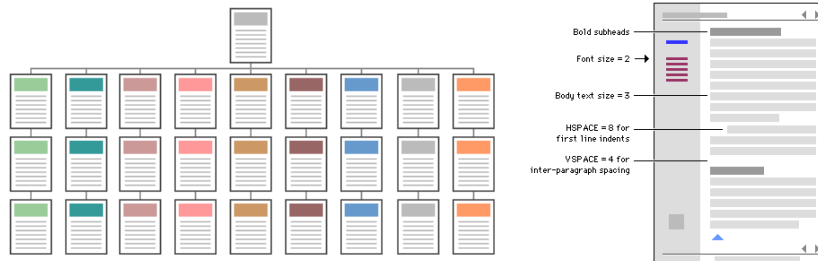 Bold subheads
Font size = 2
Body text size = 3
HSPACE = 8 for
first line indents
VSPACE = 4 for
inter-paragraph spacing